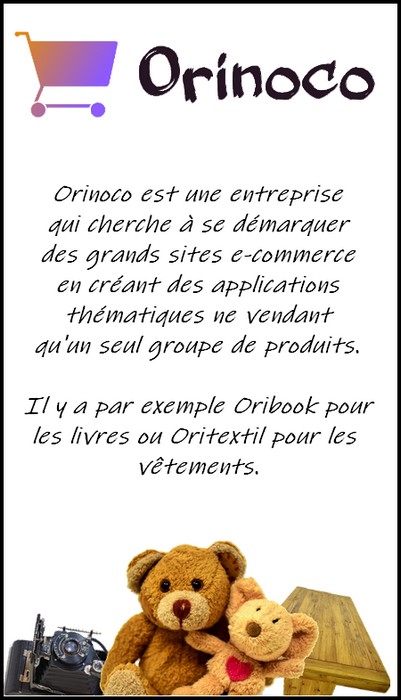 Orinoco
Orinoco est une entreprise
qui cherche à se démarquer
des grands sites e-commerce
en créant des applications
thématiques ne vendant
qu'un seul groupe de produits.
Il y a par exemple Oribook pour
les livres ou Oritextil pour les
vêtements.